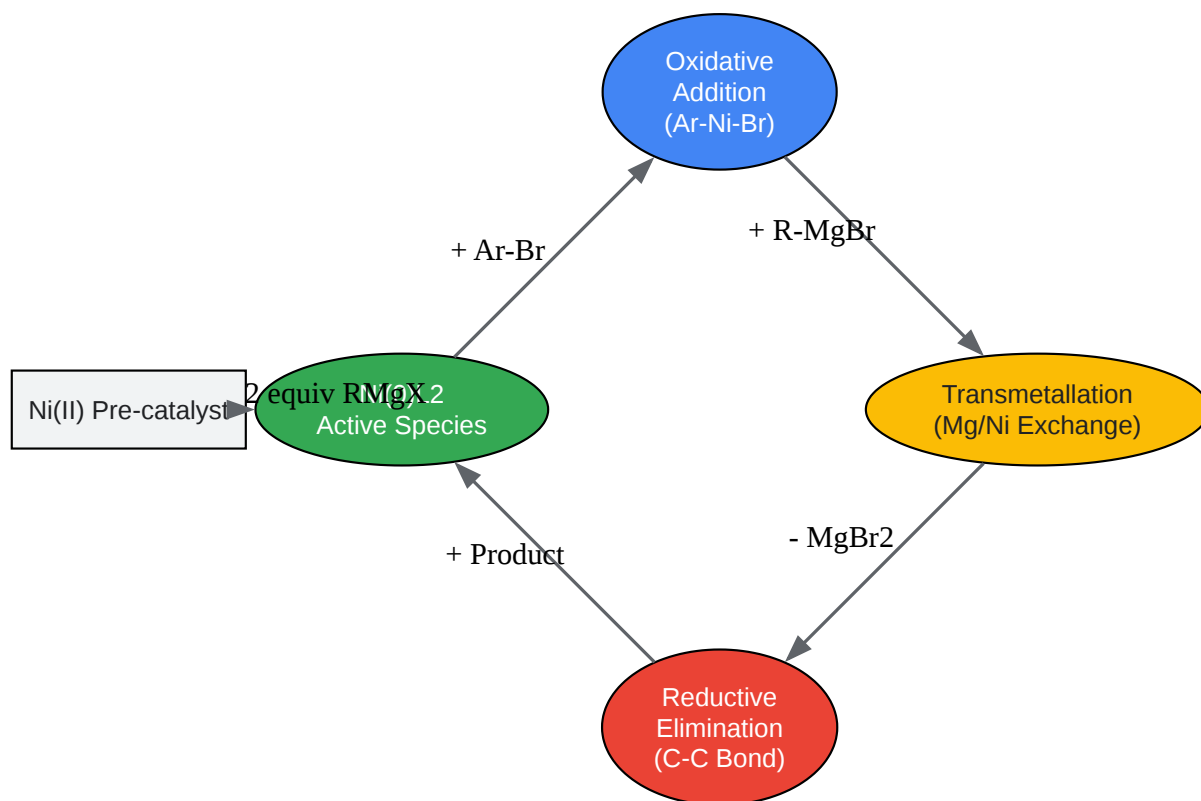 Oxidative
Addition
(Ar-Ni-Br)
+ R-MgBr
+ Ar-Br
Ni(II) Pre-catalyst
2 equiv RMgX
Active Species
Transmetallation
(Mg/Ni Exchange)
- MgBr2
+ Product
Reductive
Elimination
(C-C Bond)